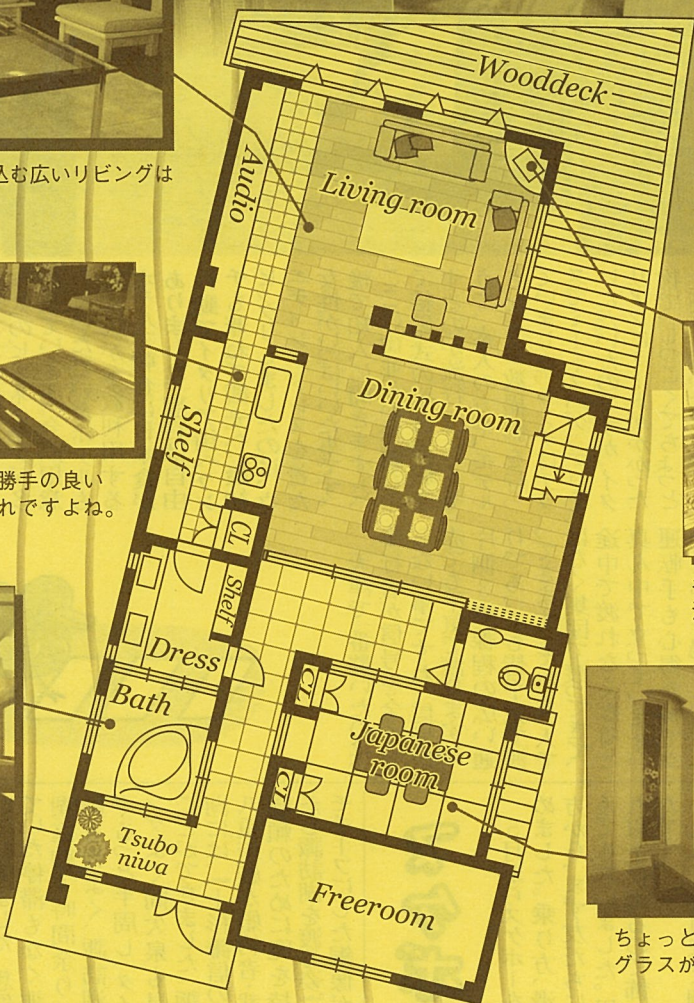 Wooddeck
込む広いリビングは
Audio
Living room
Dining room
Shelf
勝手の良い
れですよね。
CL
Shelf
Dress
Bath
CL
Japanese
room
CL
Tsubo
niwa
Freeroom
ちょっと
グラスが